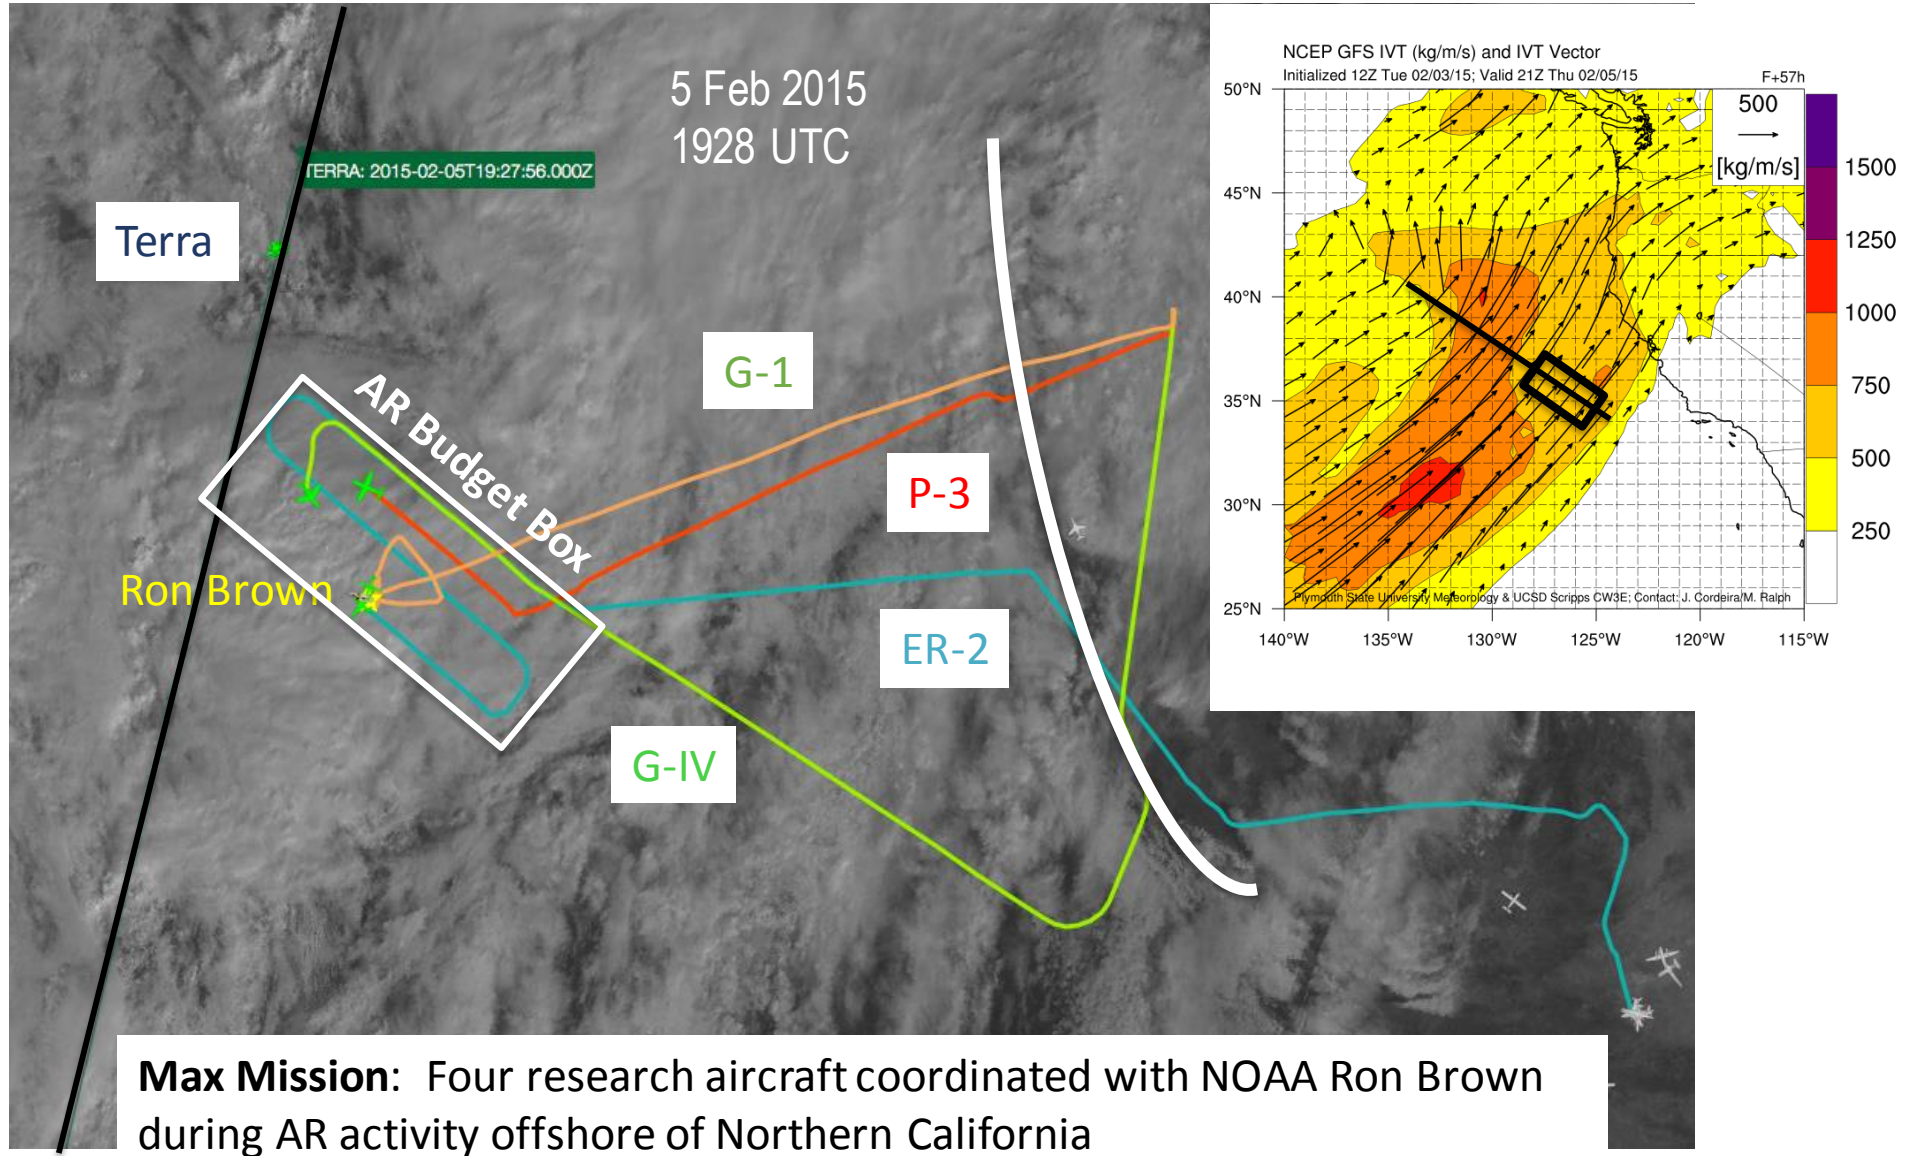 5 Feb 2015
1928 UTC
TERRA: 2015-02-05T19:27:56.000Z
Terra
G-1
AR Budget Box
P-3
Ron Brown
ER-2
G-IV
NCEP GFS IVT (kg/m/s) and IVT Vector
Initialized 12Z Tue 02/03/15; Valid 21Z Thu 02/05/15
F+57h
500
[kg/m/s]
50°N
45°N
40°N
35°N
30°N
25°N
140°W 135°W 130°W 125°W 120°W 115°W
1500
1250
1000
750
500
250
Plymouth State University Meteorology & UCSD Scripps CW3E; Contact: J. Cordeira/M. Ralph
Max Mission: Four research aircraft coordinated with NOAA Ron Brown
during AR activity offshore of Northern California